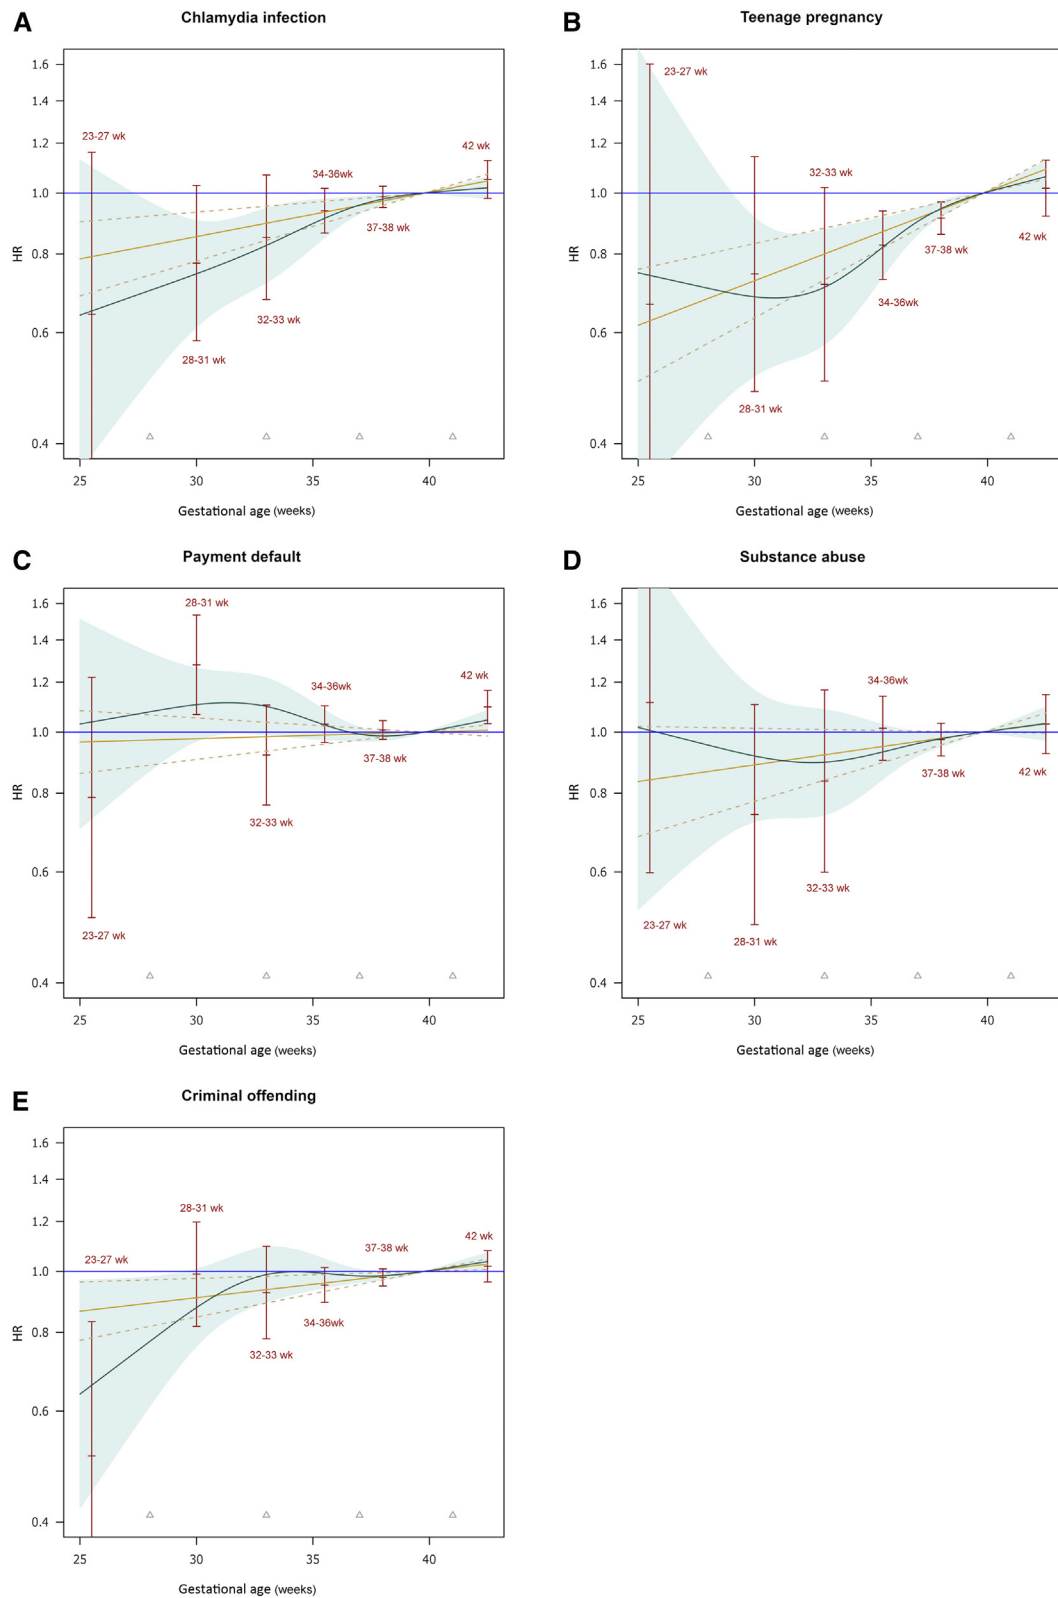 A
Chlamydia infection
1.6
1.4
1.2
1.0
0.8
0.6
0.4
HR
23-27 wk
28-31 wk
32-33 wk
34-36wk
37-38 wk
42 wk
25 30 35 40
Gestational age (weeks)
B
Teenage pregnancy
1.6
1.4
1.2
1.0
0.8
0.6
0.4
HR
23-27 wk
28-31 wk
32-33 wk
34-36wk
37-38 wk
42 wk
25 30 35 40
Gestational age (weeks)
C
Payment default
1.6
1.4
1.2
1.0
0.8
0.6
0.4
HR
23-27 wk
28-31 wk
32-33 wk
34-36wk
37-38 wk
42 wk
25 30 35 40
Gestational age (weeks)
D
Substance abuse
1.6
1.4
1.2
1.0
0.8
0.6
0.4
HR
23-27 wk
28-31 wk
32-33 wk
34-36wk
37-38 wk
42 wk
25 30 35 40
Gestational age (weeks)
E
Criminal offending
1.6
1.4
1.2
1.0
0.8
0.6
0.4
HR
23-27 wk
28-31 wk
32-33 wk
34-36wk
37-38 wk
42 wk
25 30 35 40
Gestational age (weeks)